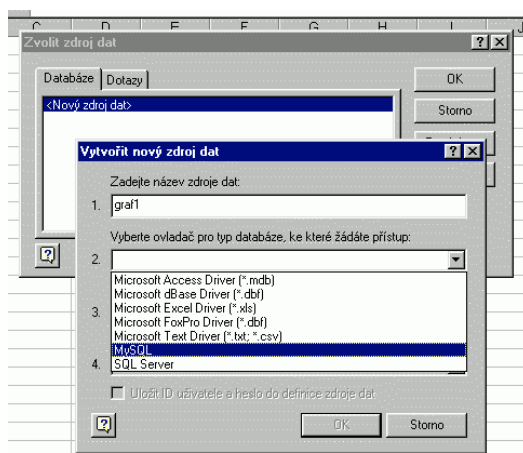 C D E F G H I J
Zvolit zdroj dat
Databáze Dotazy
OK
<Nový zdroj dat>
Storno
Vytvořit nový zdroj dat
Zadejte název zdroje dat:
1. graf1
Vyberte ovladač pro typ databáze, ke které žádáte přístup:
2.
Microsoft Access Driver (*.mdb)
Microsoft dBase Driver (*.dbf)
Microsoft Excel Driver (*.xls)
3.
Microsoft FoxPro Driver (*.dbf)
Microsoft Text Driver (*.txt; *.csv)
MySQL
4. SQL Server
Uložit ID uživatele a heslo do definice zdroje dat
OK Storno